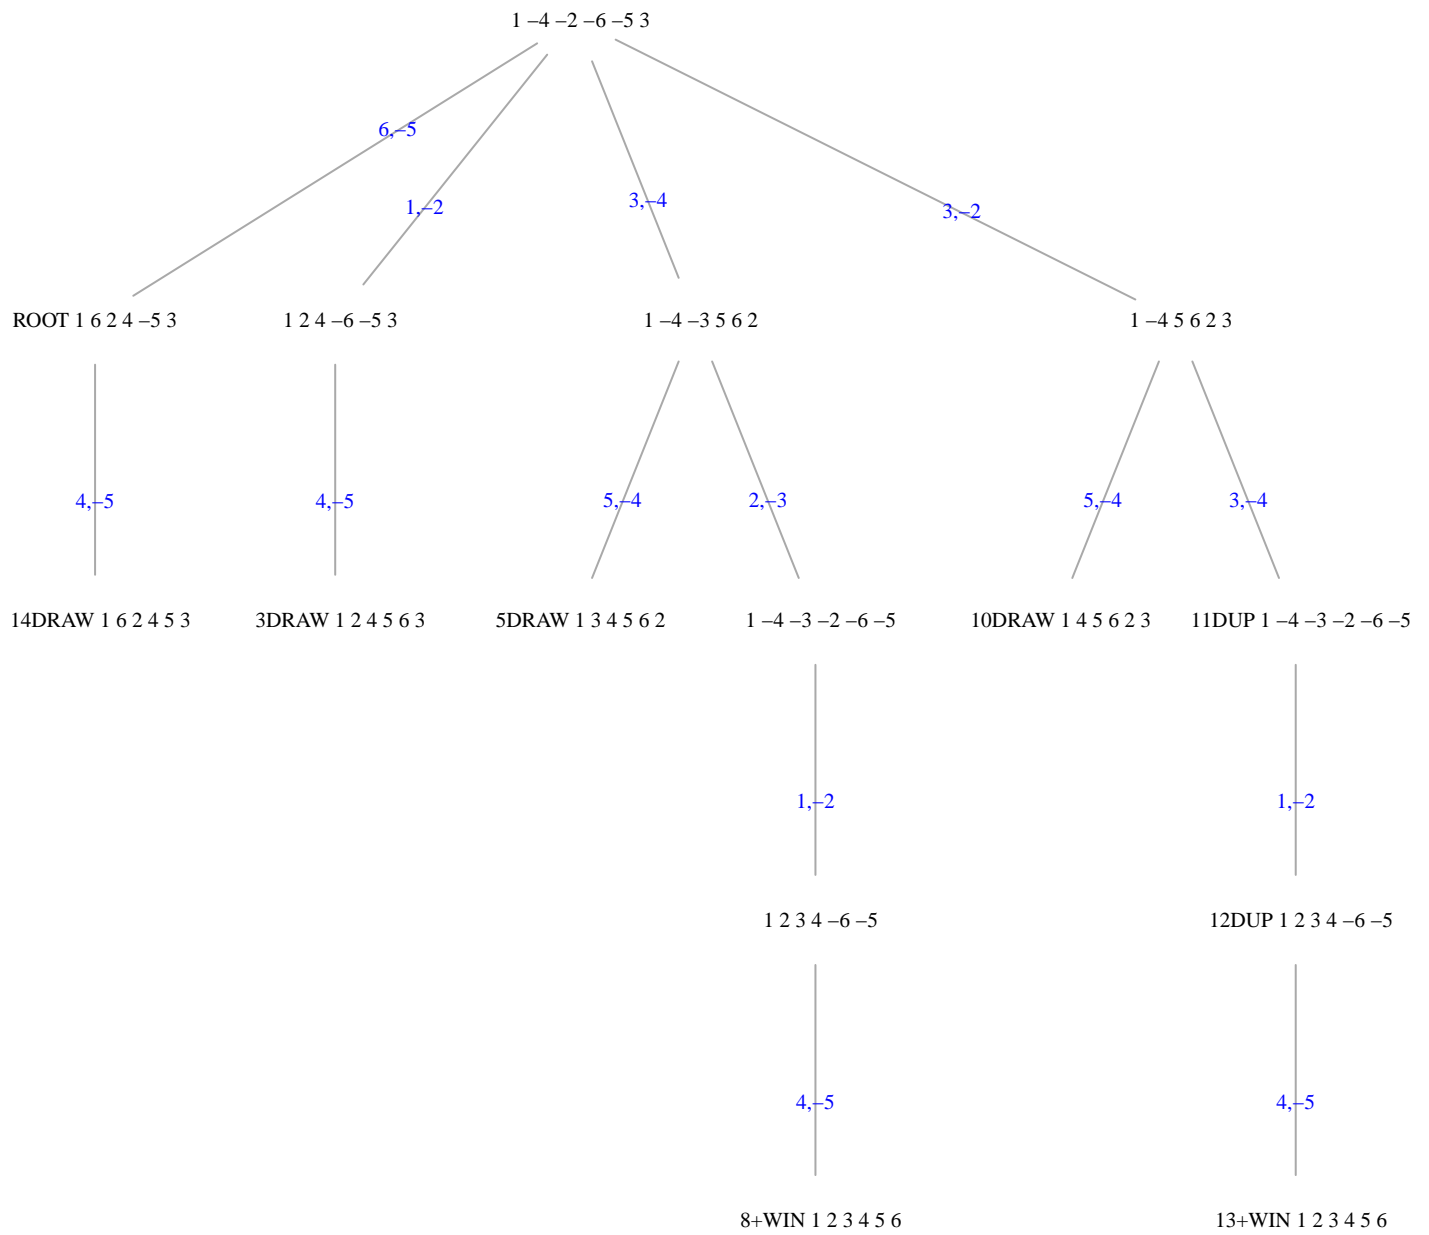 1 –4 –2 –6 –5 3
6,–5
1,–2
3,–4
3,–2
ROOT 1 6 2 4 –5 3
1 2 4 –6 –5 3
1 –4 –3 5 6 2
1 –4 5 6 2 3
4,–5
4,–5
5,–4
2,–3
5,–4
3,–4
14DRAW 1 6 2 4 5 3
3DRAW 1 2 4 5 6 3
5DRAW 1 3 4 5 6 2
1 –4 –3 –2 –6 –5
10DRAW 1 4 5 6 2 3
11DUP 1 –4 –3 –2 –6 –5
1,–2
1,–2
1 2 3 4 –6 –5
12DUP 1 2 3 4 –6 –5
4,–5
4,–5
8+WIN 1 2 3 4 5 6
13+WIN 1 2 3 4 5 6